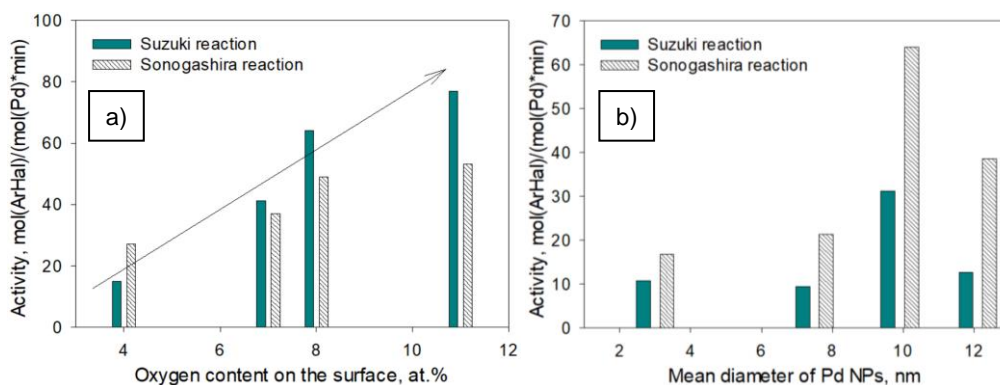 a)
Suzuki reaction
Sonogashira reaction
Activity, mol(ArHal)/(mol(Pd)*min)
100
80
60
40
20
0
4 6 8 10 12
Oxygen content on the surface, at.%
b)
Suzuki reaction
Sonogashira reaction
Activity, mol(ArHal)/(mol(Pd)*min)
70
60
50
40
30
20
10
0
2 4 6 8 10 12
Mean diameter of Pd NPs, nm